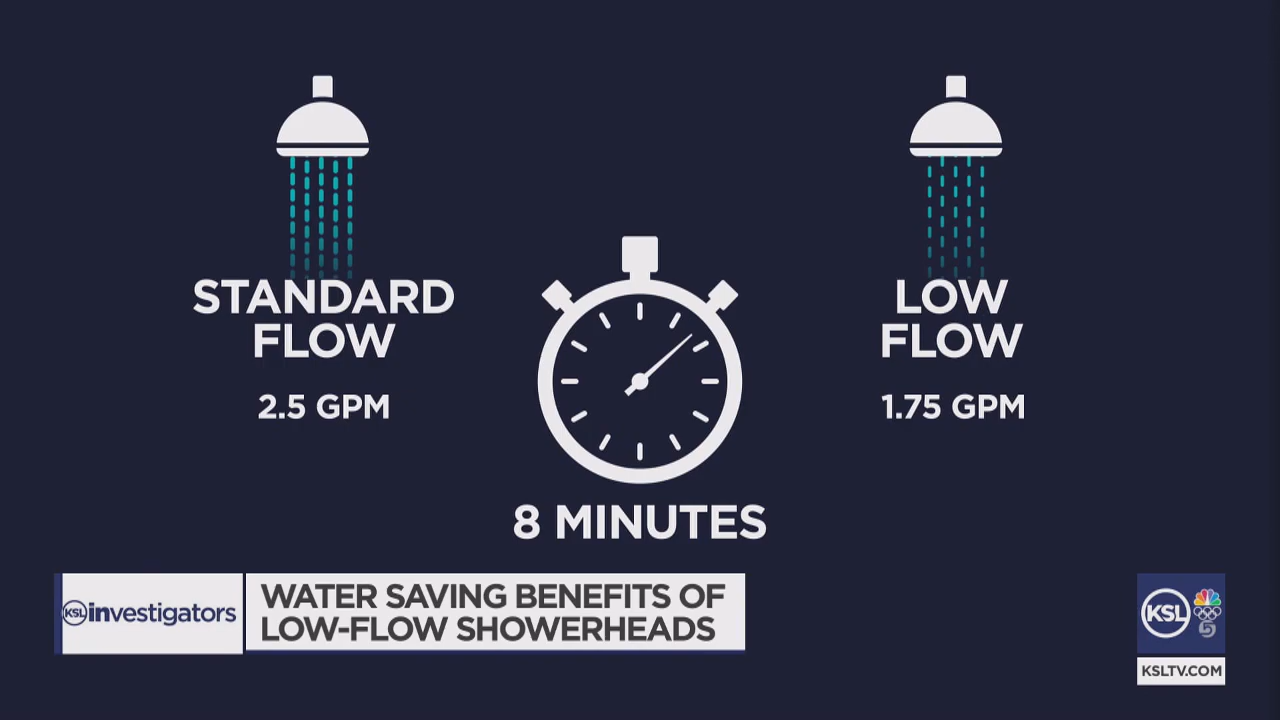 STANDARD
FLOW
2.5 GPM
LOW
FLOW
1.75 GPM
8 MINUTES
KSL investigators
WATER SAVING BENEFITS OF
LOW-FLOW SHOWERHEADS
KSL 5
KSLTV.COM